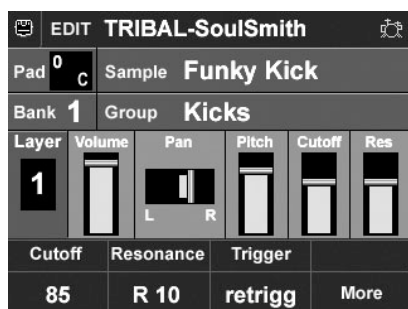 EDIT TRIBAL-SoulSmith
Pad 0 C Sample Funky Kick
Bank 1 Group Kicks
Layer Volume Pan Pitch Cutoff Res
1
L R
Cutoff Resonance Trigger
85 R 10 retrigg More